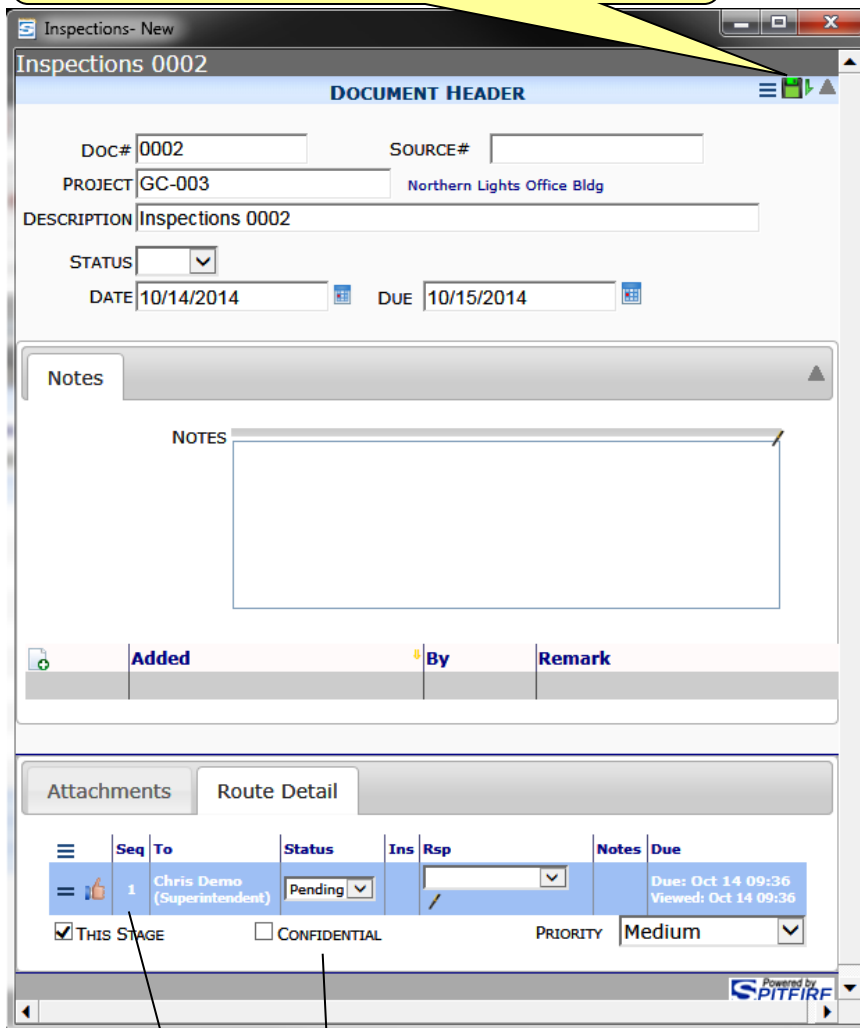 Inspections- New
Inspections 0002
DOCUMENT HEADER
DOC# 0002 SOURCE#
PROJECT GC-003 Northern Lights Office Bldg
DESCRIPTION Inspections 0002
STATUS
DATE 10/14/2014 DUE 10/15/2014
Notes
NOTES
Added By Remark
Attachments Route Detail
Seq To Status Ins Rsp Notes Due
1 Chris Demo (Superintendent) Pending Due: Oct 14 09:36
Viewed: Oct 14 09:36
THIS STAGE CONFIDENTIAL PRIORITY Medium
Powered by
SPITFIRE